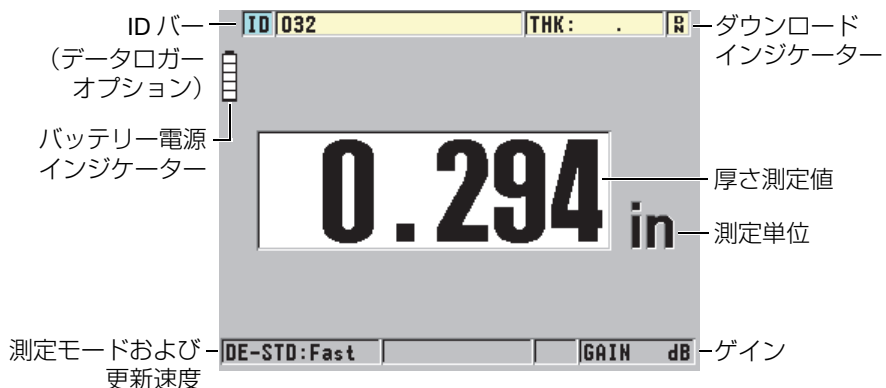 ID バー
ID 032 THK: . DN
ダウンロード
インジケーター
（データロガー
オプション）
バッテリー電源
インジケーター
0.294 in
厚さ測定値
測定単位
測定モードおよび
更新速度
DE-STD:Fast GAIN dB
ゲイン